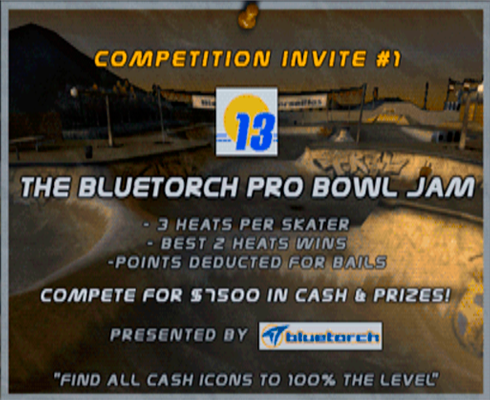 COMPETITION INVITE #1
13
THE BLUETORCH PRO BOWL JAM
- 3 HEATS PER SKATER
- BEST 2 HEATS WINS
-POINTS DEDUCTED FOR BAILS
COMPETE FOR $7500 IN CASH & PRIZES!
PRESENTED BY bluetorch
"FIND ALL CASH ICONS TO 100% THE LEVEL"